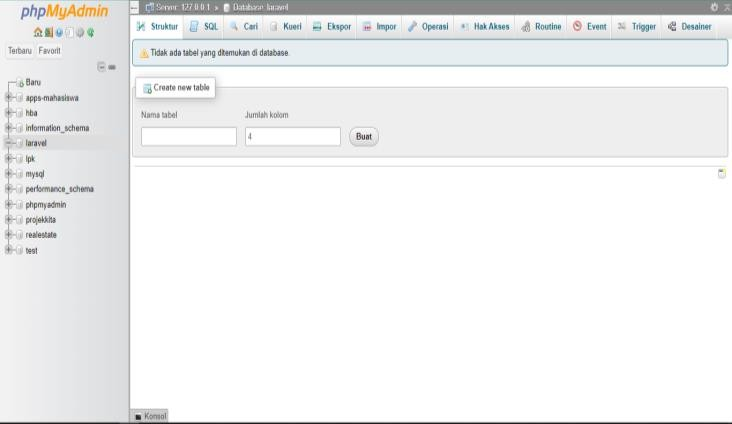 phpMyAdmin
Terbaru Favorit
Baru
apps-mahasiswa
hba
information_schema
laravel
lpk
mysql
performance_schema
phpmyadmin
projekkita
realestate
test
Server: 127.0.0.1 » Database: laravel
Struktur SQL Cari Kueri Ekspor Impor Operasi Hak Akses Routine Event Trigger Desainer
Tidak ada tabel yang ditemukan di database.
Create new table
Nama tabel Jumlah kolom
4 Buat
Konsol